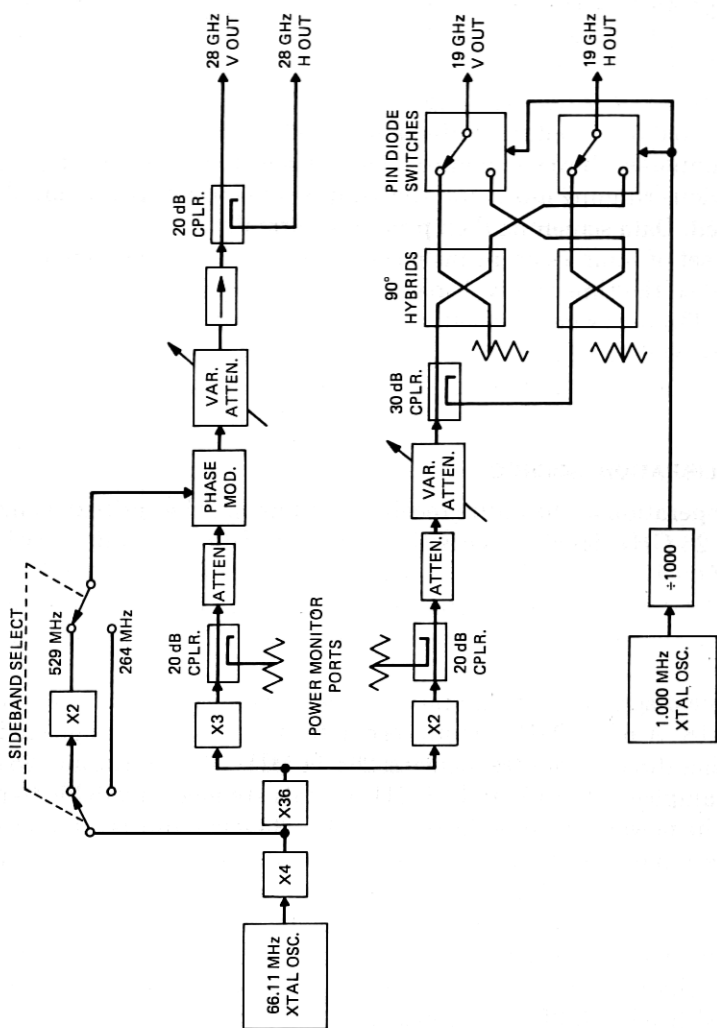 SIDEBAND SELECT
X2
529 MHz
264 MHz
66.11 MHz
XTAL OSC.
X4
X36
X3
20 dB
CPLR.
ATTEN
PHASE
MOD.
VAR.
ATTEN.
20 dB
CPLR.
28 GHz
V OUT
28 GHz
H OUT
POWER MONITOR
PORTS
X2
20 dB
CPLR.
ATTEN.
VAR.
ATTEN.
30 dB
CPLR.
90°
HYBRIDS
PIN DIODE
SWITCHES
19 GHz
V OUT
19 GHz
H OUT
1.000 MHz
XTAL OSC.
÷1000